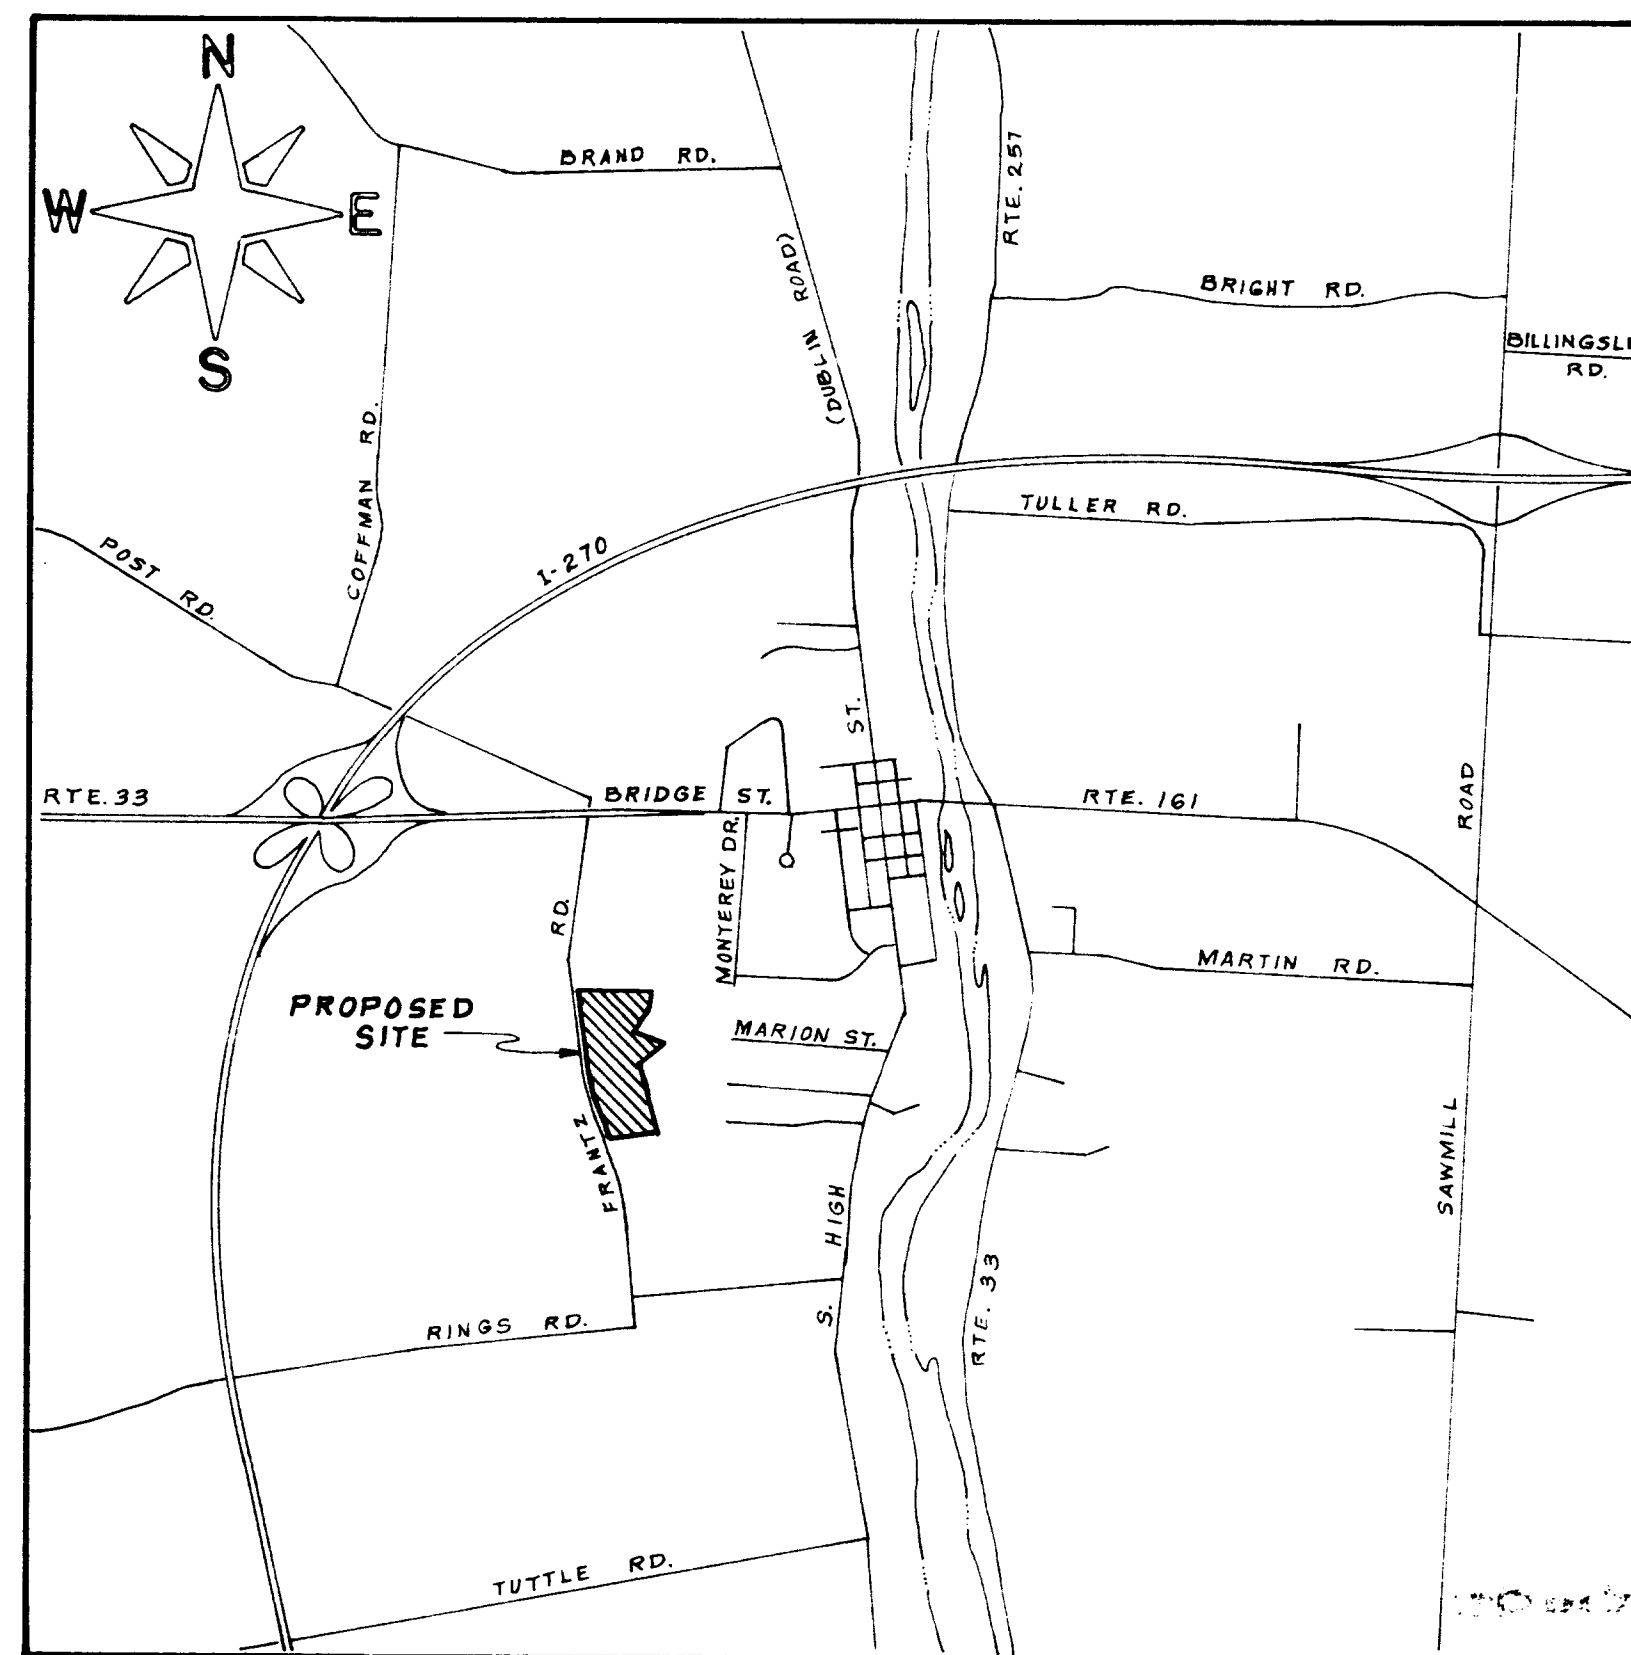 N
W
E
S
BRAND RD.
RTE. 257
(DUBLIN ROAD)
BRIGHT RD.
BILLINGSL
RD.
COFFMAN RD.
POST RD.
I-270
TULLER RD.
RTE. 33
BRIDGE ST.
S. HIGH ST.
RTE. 161
MONTEREY DR.
SAWMILL ROAD
FRANTZ RD.
MARTIN RD.
PROPOSED
SITE
MARION ST.
RINGS RD.
RTE. 33
TUTTLE RD.